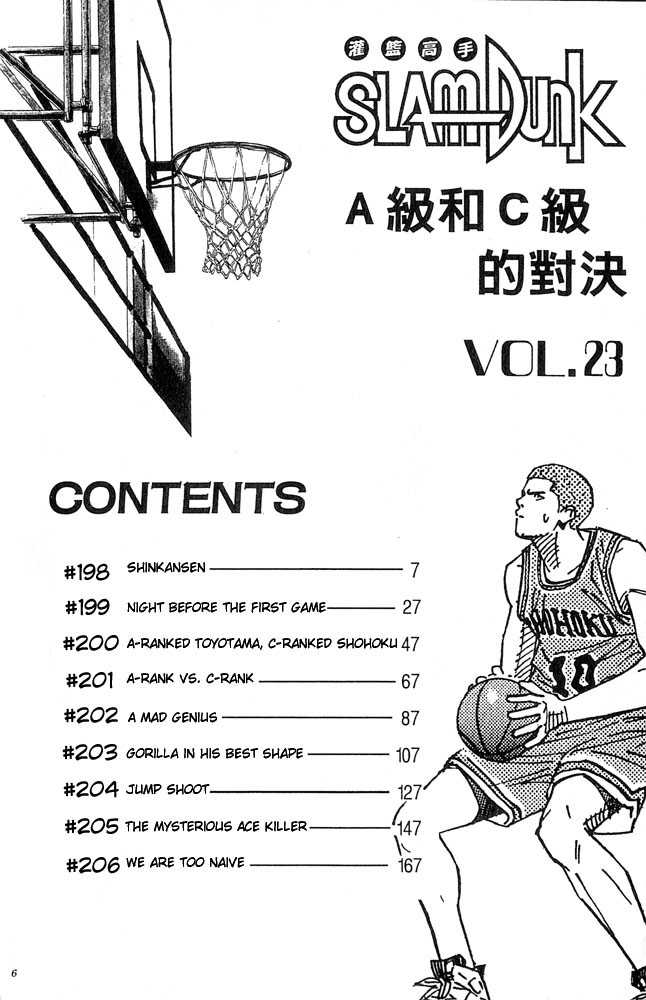 灌籃高手
SLAM DUNK
A級和C級
的對決
VOL.23
CONTENTS
#198 SHINKANSEN 7
#199 NIGHT BEFORE THE FIRST GAME 27
#200 A-RANKED TOYOTAMA, C-RANKED SHOHOKU 47
#201 A-RANK VS. C-RANK 67
#202 A MAD GENIUS 87
#203 GORILLA IN HIS BEST SHAPE 107
#204 JUMP SHOOT 127
#205 THE MYSTERIOUS ACE KILLER 147
#206 WE ARE TOO NAIVE 167
SHOHOKU
10
6